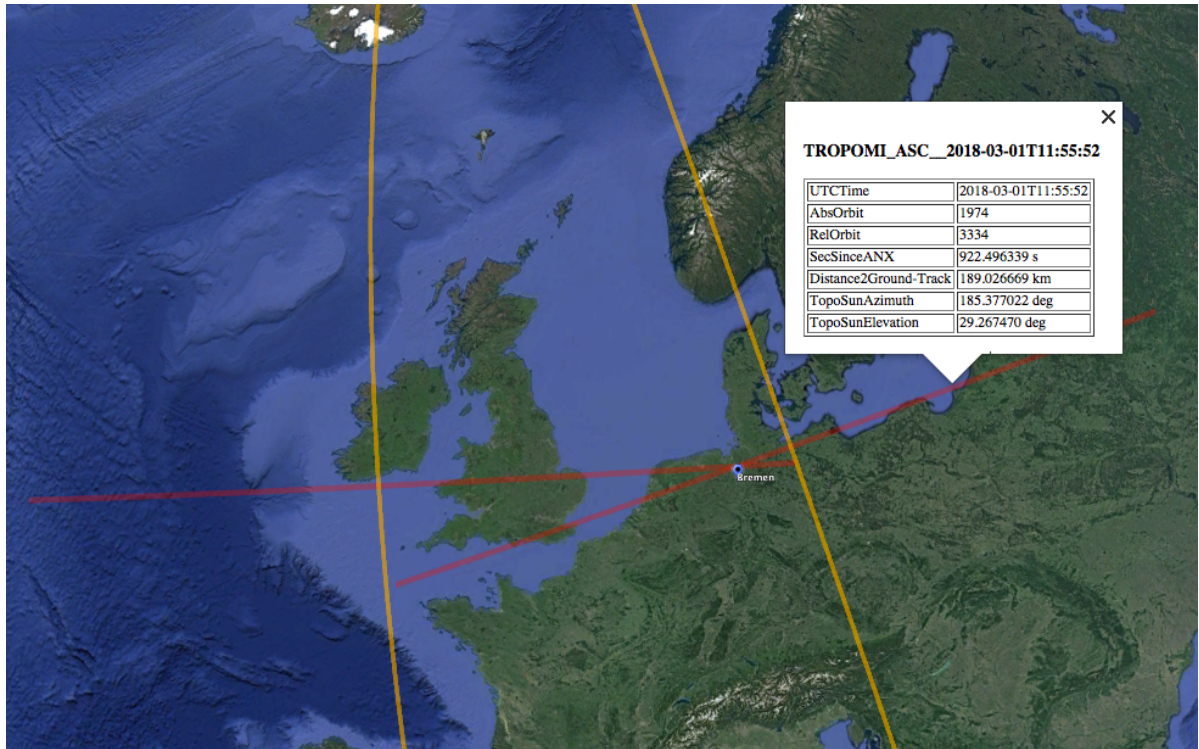 ×
TROPOMI_ASC__2018-03-01T11:55:52
UTCTime 2018-03-01T11:55:52
AbsOrbit 1974
RelOrbit 3334
SecSinceANX 922.496339 s
Distance2Ground-Track 189.026669 km
TopoSunAzimuth 185.377022 deg
TopoSunElevation 29.267470 deg
Bremen